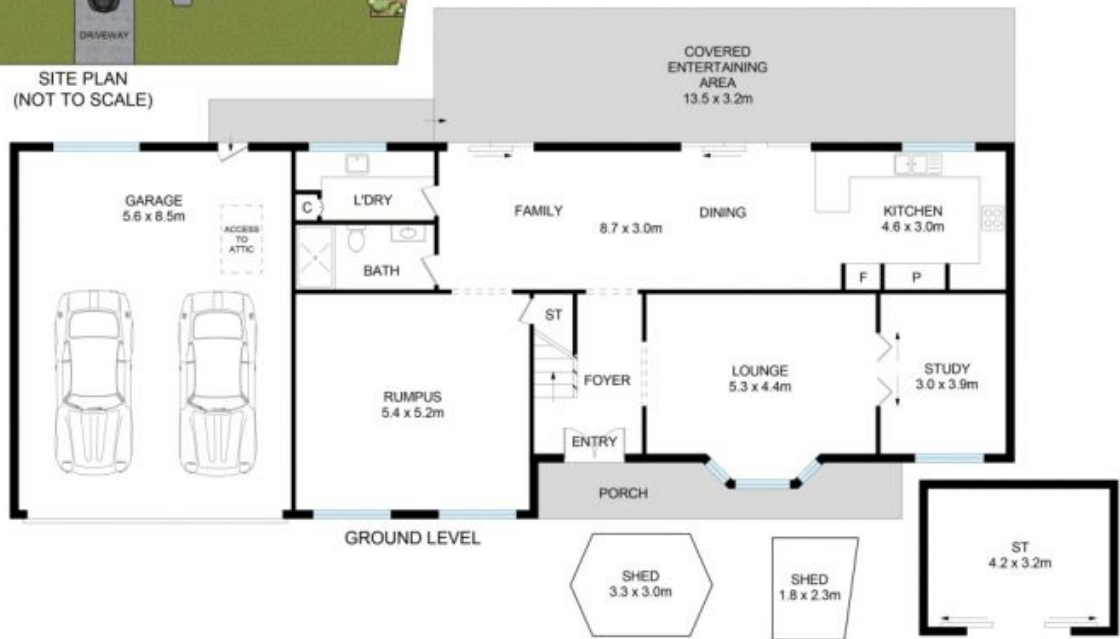 DRIVEWAY
SITE PLAN
(NOT TO SCALE)
COVERED
ENTERTAINING
AREA
13.5 x 3.2m
GARAGE
5.6 x 8.5m
ACCESS
TO
ATTIC
C
L'DRY
BATH
FAMILY
8.7 x 3.0m
DINING
KITCHEN
4.6 x 3.0m
F
P
ST
RUMPUS
5.4 x 5.2m
FOYER
ENTRY
LOUNGE
5.3 x 4.4m
STUDY
3.0 x 3.9m
PORCH
GROUND LEVEL
SHED
3.3 x 3.0m
SHED
1.8 x 2.3m
ST
4.2 x 3.2m